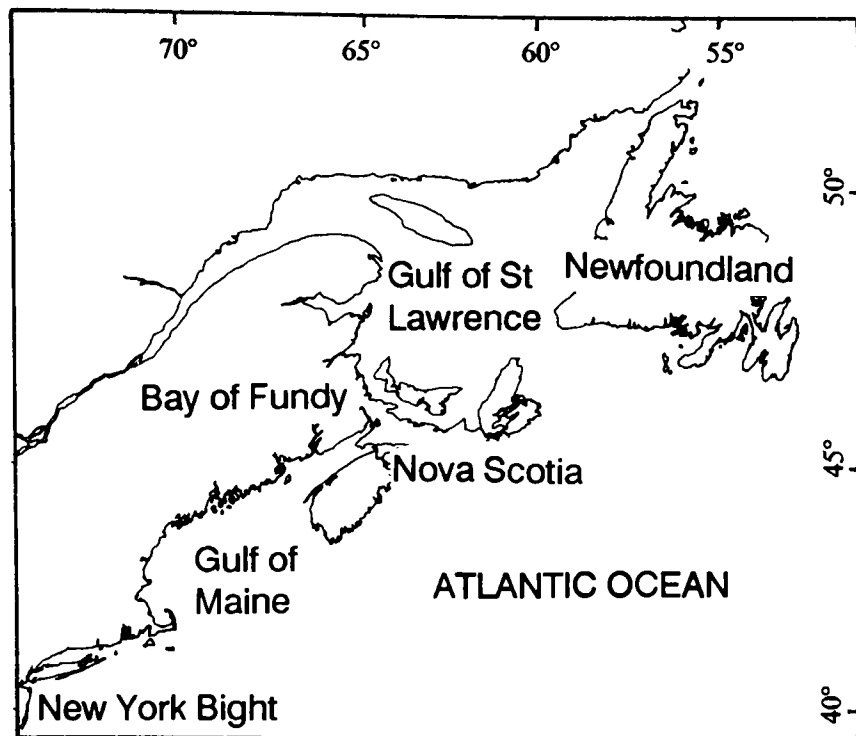 70°
65°
60°
55°
50°
Gulf of St
Lawrence
Newfoundland
Bay of Fundy
45°
Nova Scotia
Gulf of
Maine
ATLANTIC OCEAN
New York Bight
40°